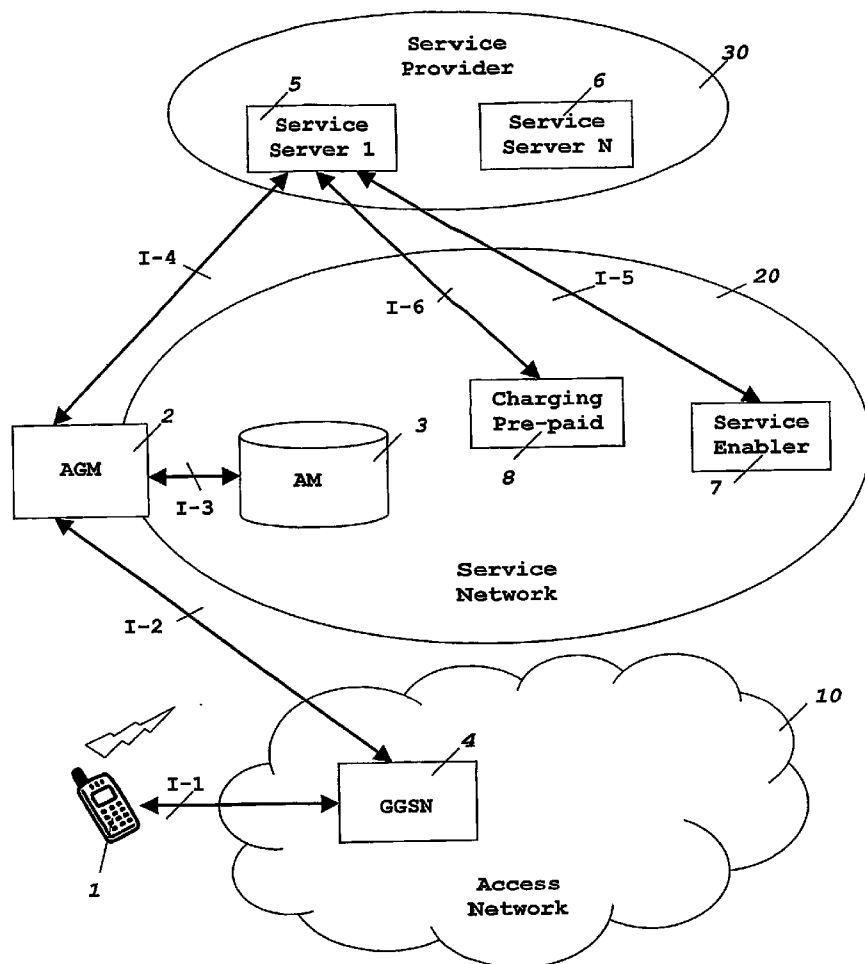 Service
Provider
30
5
6
Service
Server 1
Service
Server N
I-4
I-6
I-5
20
2
3
Charging
Pre-paid
8
Service
Enabler
7
AGM
I-3
AM
Service
Network
I-2
10
4
I-1
GGSN
1
Access
Network